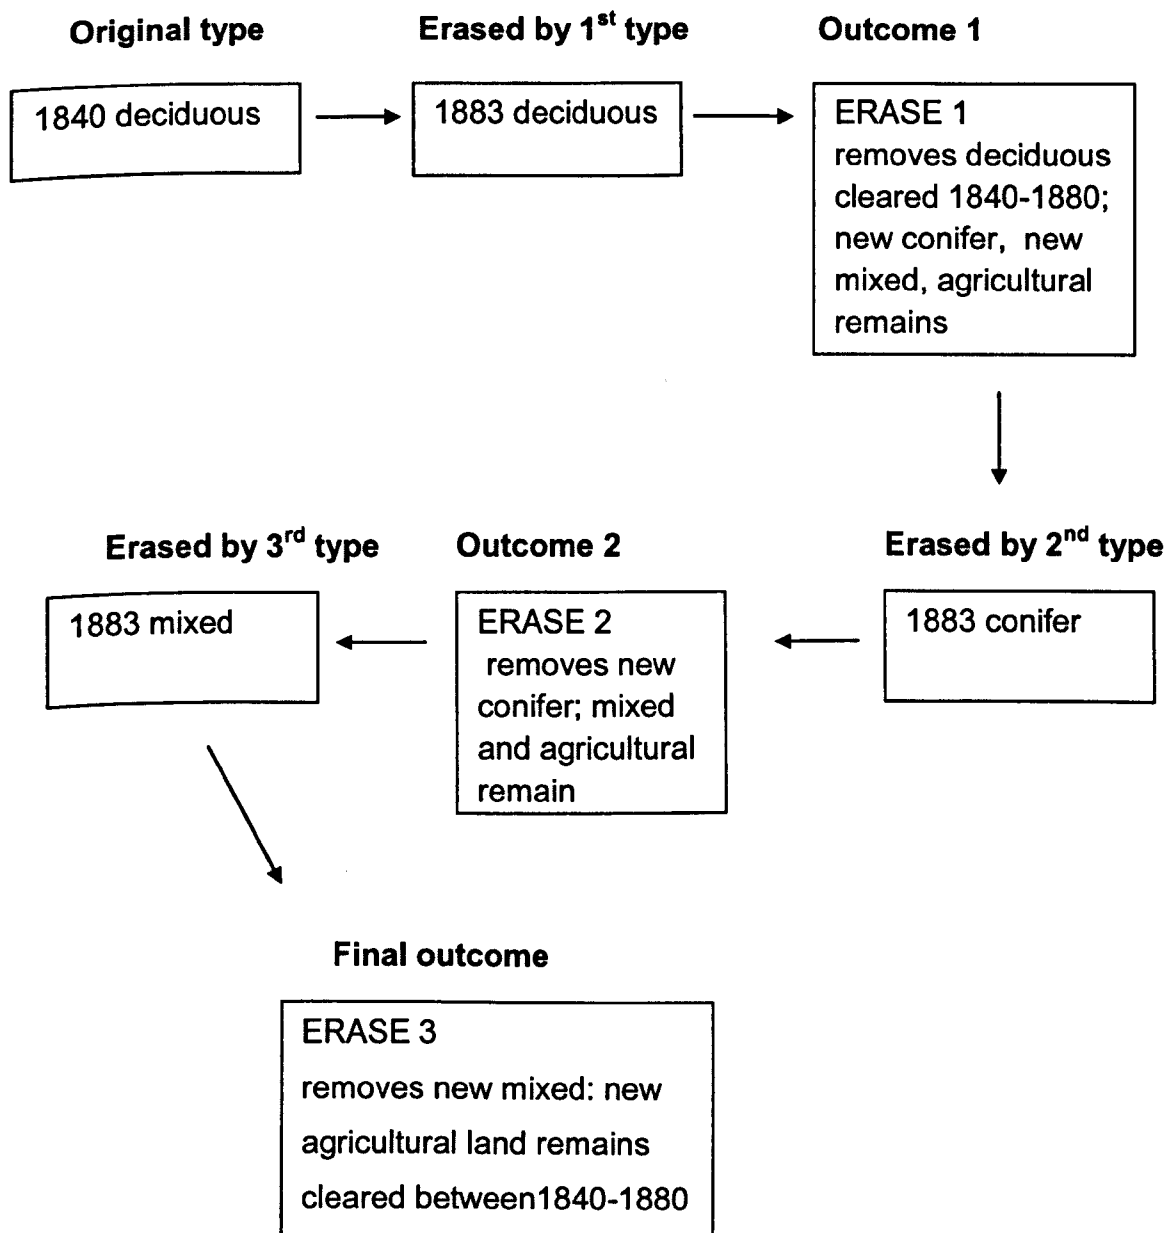 Original type
Erased by 1st type
Outcome 1
1840 deciduous
1883 deciduous
ERASE 1
removes deciduous
cleared 1840-1880;
new conifer, new
mixed, agricultural
remains
Erased by 2nd type
1883 conifer
Outcome 2
ERASE 2
removes new
conifer; mixed
and agricultural
remain
Erased by 3rd type
1883 mixed
Final outcome
ERASE 3
removes new mixed: new
agricultural land remains
cleared between1840-1880